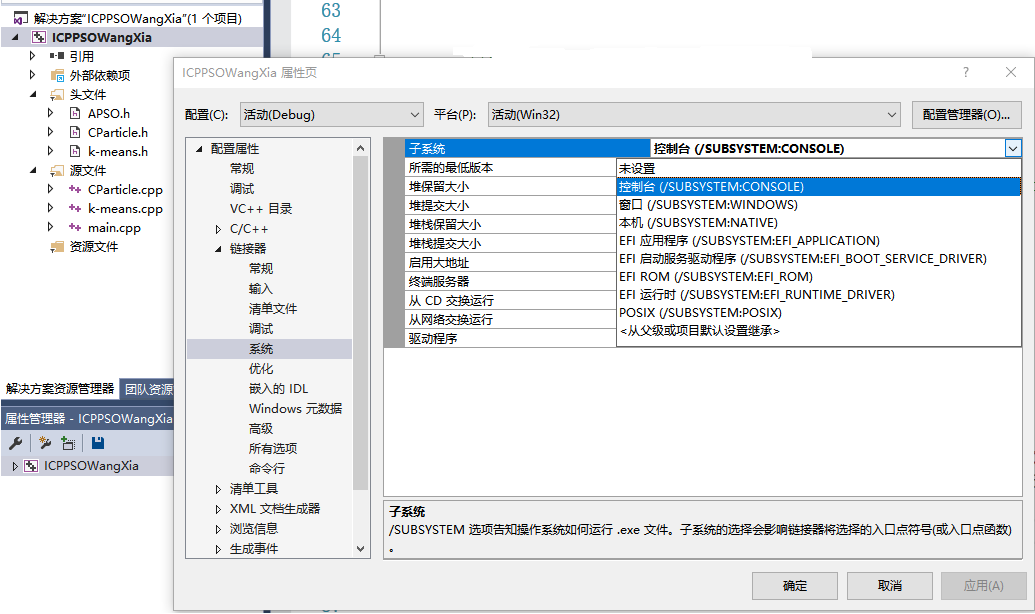 解决方案"ICPPSOWangXia"(1 个项目)
ICPPSOWangXia
引用
外部依赖项
头文件
APSO.h
CParticle.h
k-means.h
源文件
CParticle.cpp
k-means.cpp
main.cpp
资源文件
解决方案资源管理器
团队资源
属性管理器 - ICPPSOWangXia
ICPPSOWangXia
63
64
ICPPSOWangXia 属性页
?
配置(C):
活动(Debug)
平台(P):
活动(Win32)
配置管理器(O)...
配置属性
常规
调试
VC++ 目录
C/C++
链接器
常规
输入
清单文件
调试
系统
优化
嵌入的 IDL
Windows 元数据
高级
所有选项
命令行
清单工具
XML 文档生成器
浏览信息
生成事件
子系统
控制台 (/SUBSYSTEM:CONSOLE)
所需的最低版本
堆保留大小
堆提交大小
堆栈保留大小
堆栈提交大小
启用大地址
终端服务器
从 CD 交换运行
从网络交换运行
驱动程序
未设置
控制台 (/SUBSYSTEM:CONSOLE)
窗口 (/SUBSYSTEM:WINDOWS)
本机 (/SUBSYSTEM:NATIVE)
EFI 应用程序 (/SUBSYSTEM:EFI_APPLICATION)
EFI 启动服务驱动程序 (/SUBSYSTEM:EFI_BOOT_SERVICE_DRIVER)
EFI ROM (/SUBSYSTEM:EFI_ROM)
EFI 运行时 (/SUBSYSTEM:EFI_RUNTIME_DRIVER)
POSIX (/SUBSYSTEM:POSIX)
<从父级或项目默认设置继承>
子系统
/SUBSYSTEM 选项告知操作系统如何运行 .exe 文件。子系统的选择会影响链接器将选择的入口点符号(或入口点函数)
。
确定
取消
应用(A)